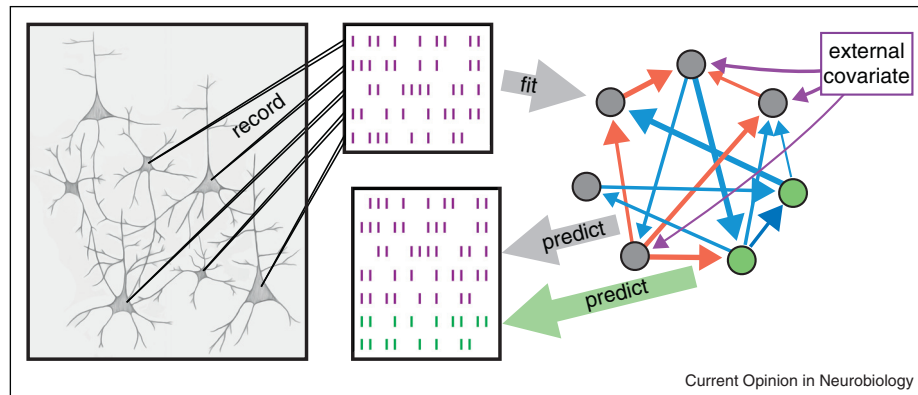 record
fit
external
covariate
predict
predict
Current Opinion in Neurobiology